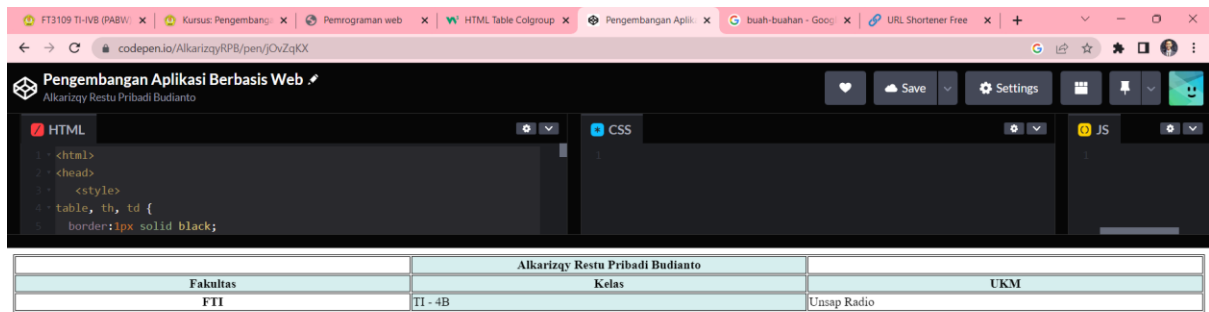 FT3109 TI-IVB (PABW)
Kursus: Pengembanga
Pemrograman web
HTML Table Colgroup
Pengembangan Aplik
buah-buahan - Googl
URL Shortener Free
codepen.io/AlkarizqyRPB/pen/jOvZqKX
Pengembangan Aplikasi Berbasis Web
Alkarizqy Restu Pribadi Budianto
Save
Settings
HTML
CSS
JS
1 <html>
2 <head>
3 <style>
4 table, th, td {
5 border:1px solid black;
1
1
Alkarizqy Restu Pribadi Budianto
Fakultas Kelas UKM
FTI TI - 4B Unsap Radio